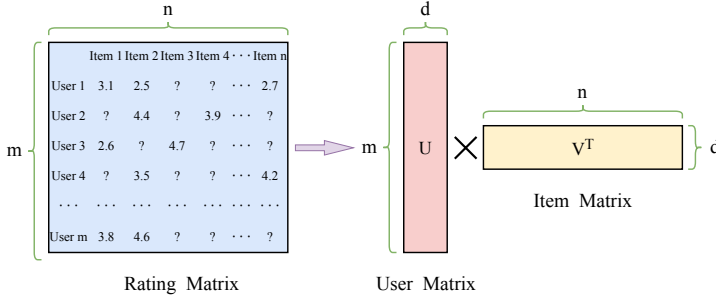 n
d
Item 1 Item 2 Item 3 Item 4 ··· Item n
User 1 3.1 2.5 ? ? ··· 2.7
User 2 ? 4.4 ? 3.9 ··· ?
User 3 2.6 ? 4.7 ? ··· ?
User 4 ? 3.5 ? ? ··· 4.2
··· ··· ··· ··· ··· ··· ···
User m 3.8 4.6 ? ? ··· ?
m
m
U
×
n
V^T
d
Item Matrix
Rating Matrix
User Matrix